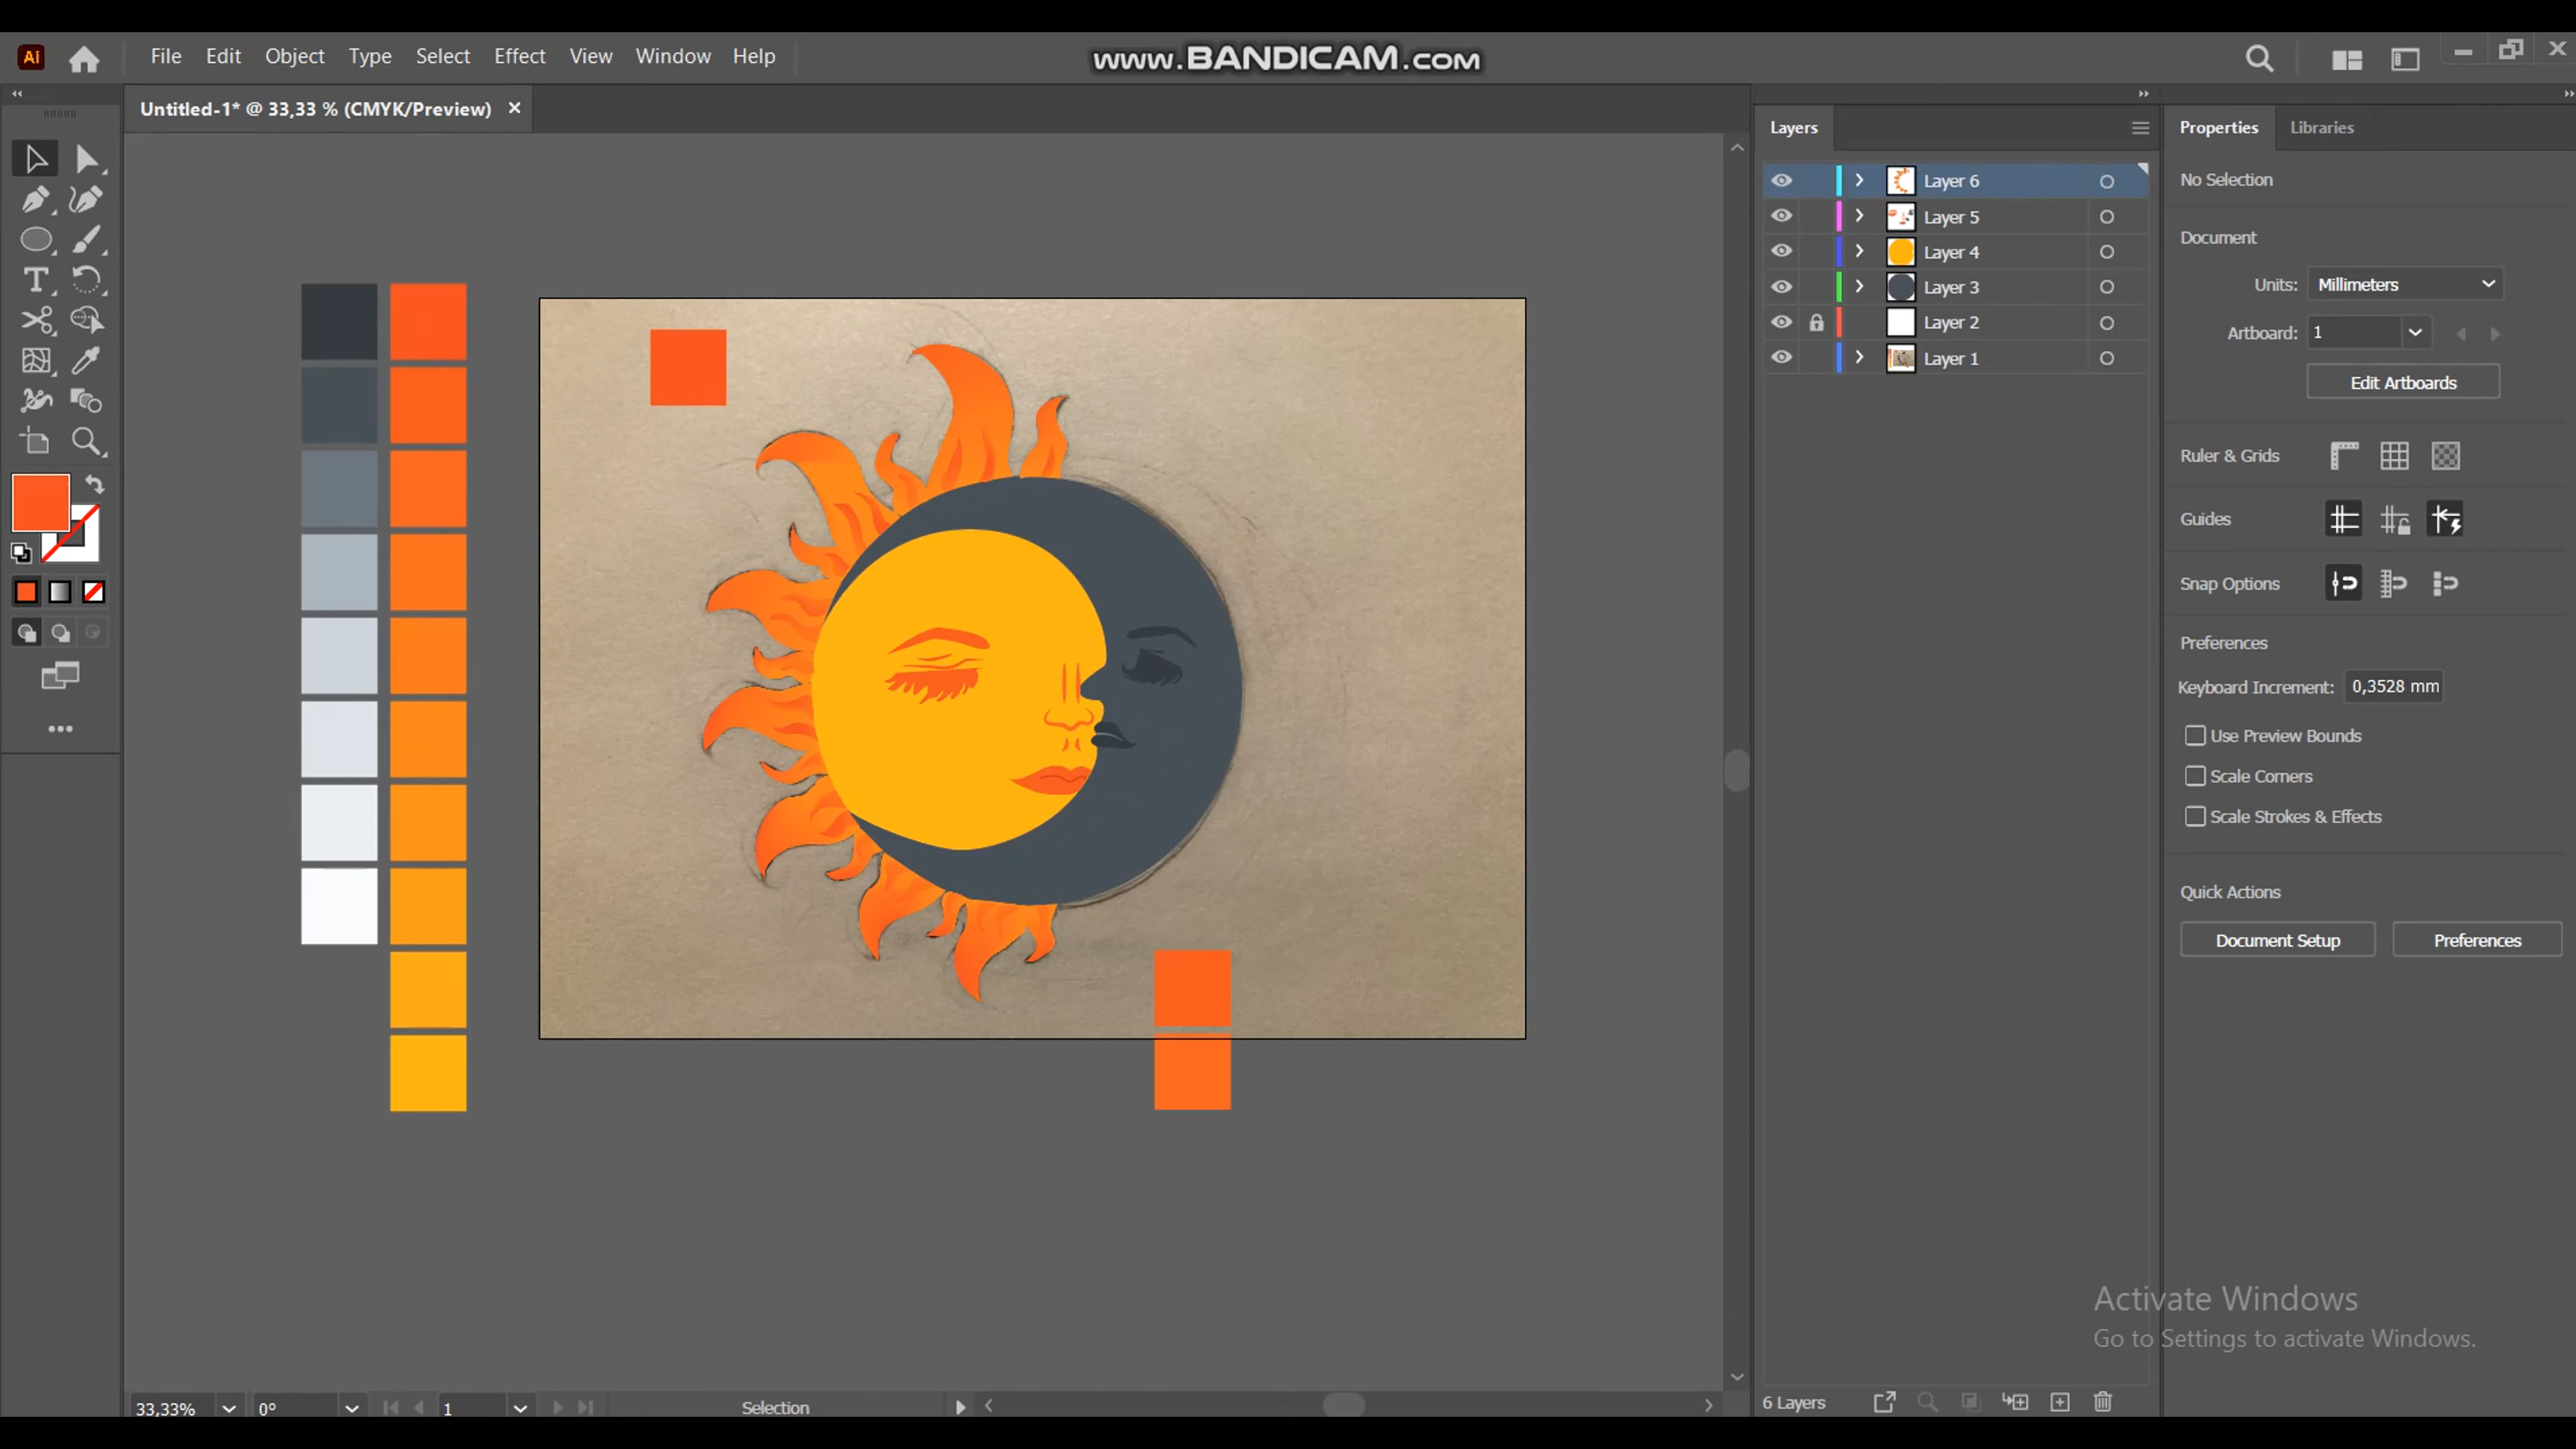 Ai
File Edit Object Type Select Effect View Window Help
www.BANDICAM.com
Untitled-1* @ 33,33 % (CMYK/Preview) ×
Layers
Layer 6
Layer 5
Layer 4
Layer 3
Layer 2
Layer 1
6 Layers
Properties Libraries
No Selection
Document
Units: Millimeters
Artboard: 1
Edit Artboards
Ruler & Grids
Guides
Snap Options
Preferences
Keyboard Increment: 0,3528 mm
Use Preview Bounds
Scale Corners
Scale Strokes & Effects
Quick Actions
Document Setup Preferences
Activate Windows
Go to Settings to activate Windows.
33,33% 0° 1 Selection